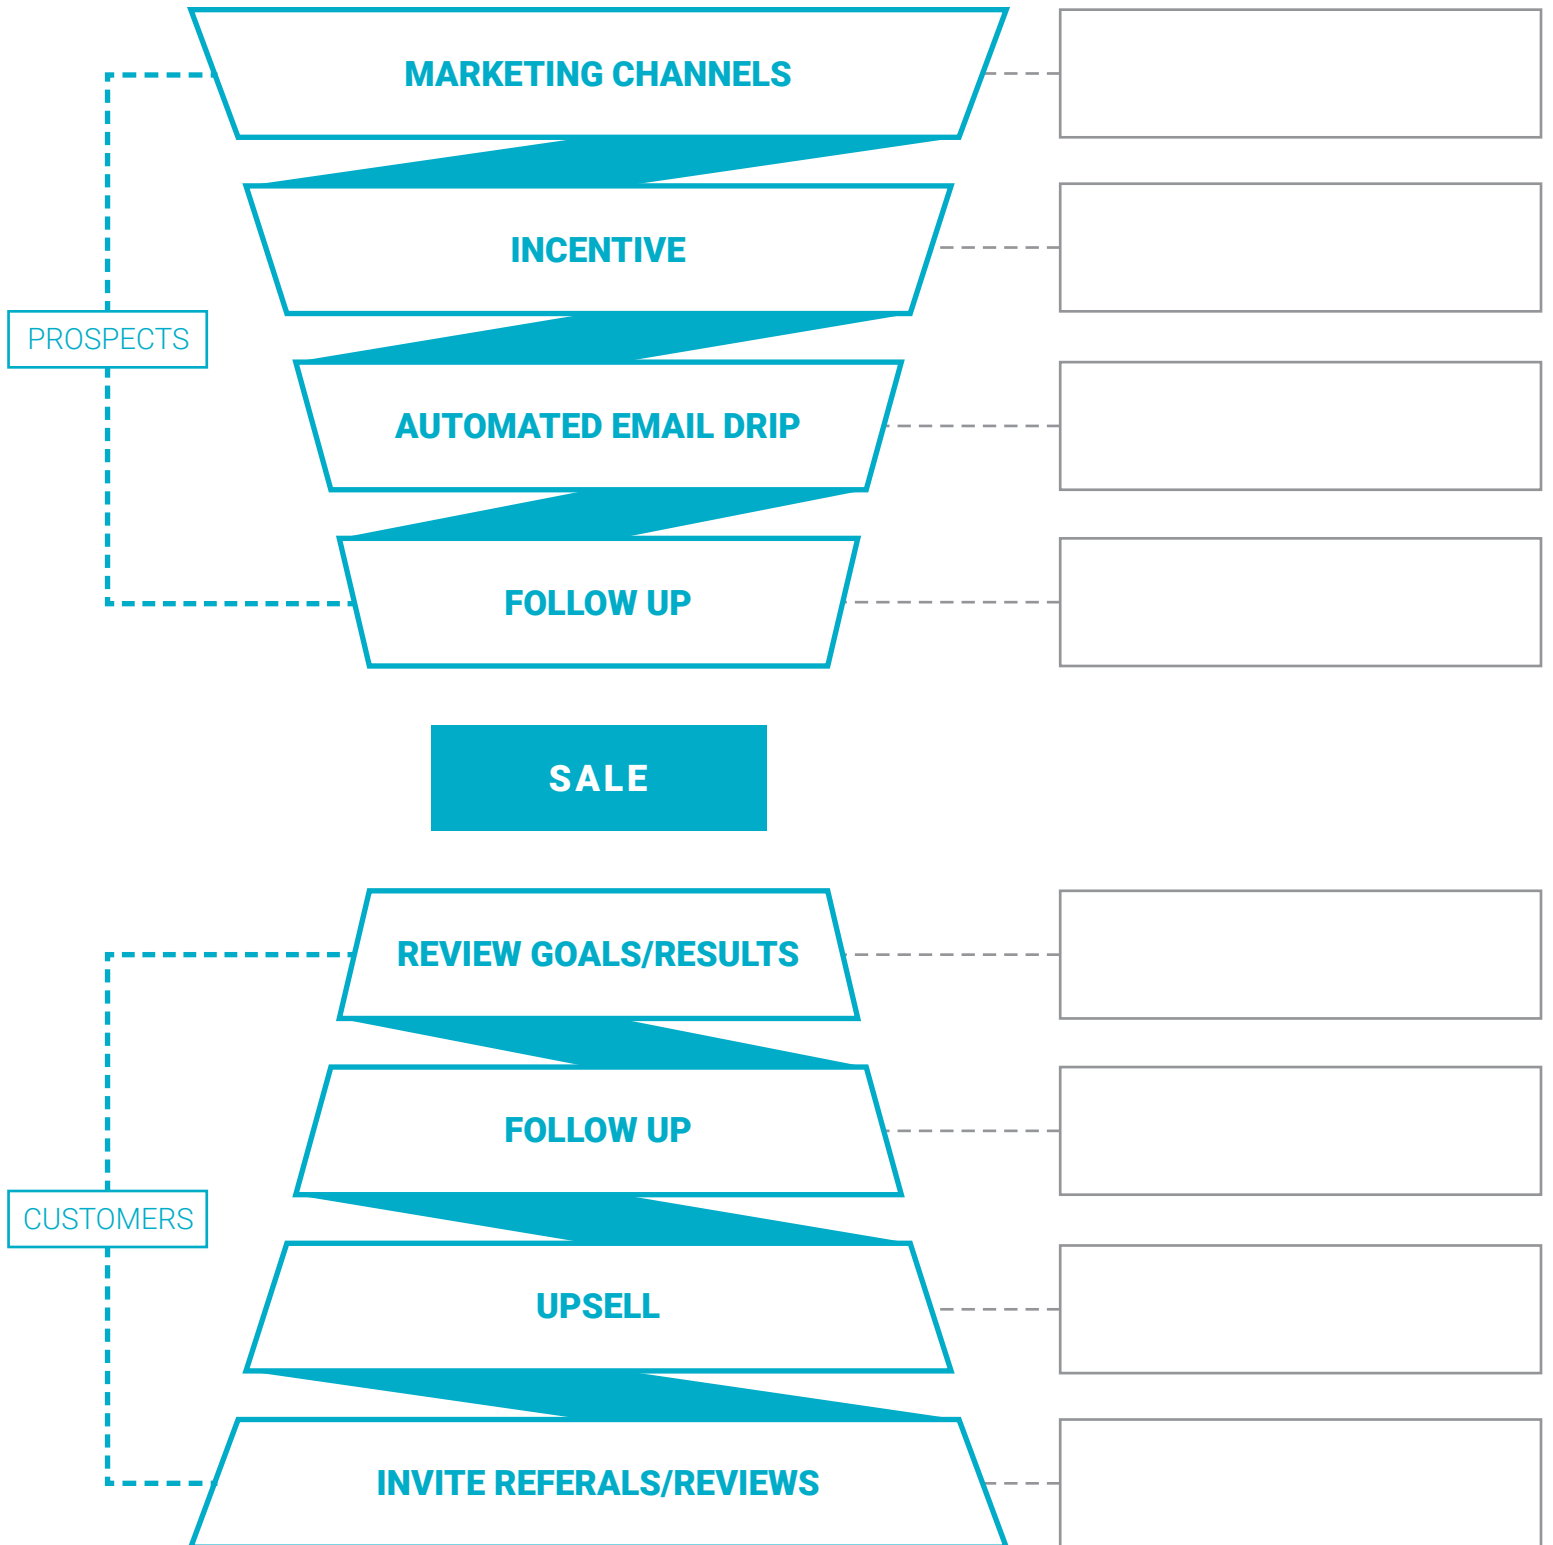 MARKETING CHANNELS
INCENTIVE
PROSPECTS
AUTOMATED EMAIL DRIP
FOLLOW UP
SALE
REVIEW GOALS/RESULTS
FOLLOW UP
CUSTOMERS
UPSELL
INVITE REFERALS/REVIEWS